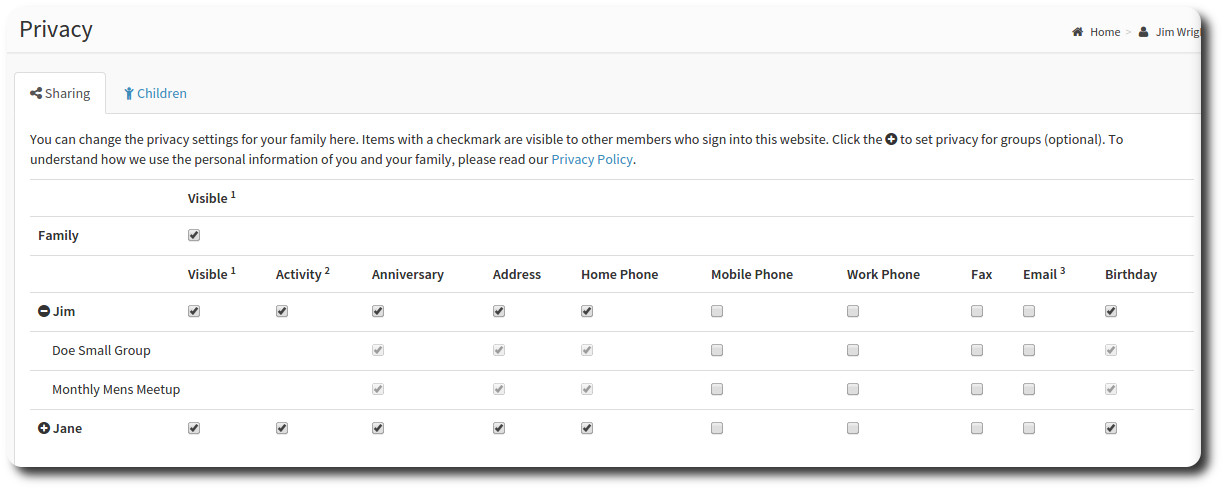 Privacy
Home > Jim
Sharing
Children
You can change the privacy settings for your family here. Items with a checkmark are visible to other members who sign into this website. Click the to set privacy for groups (optional). To
understand how we use the personal information of you and your family, please read our Privacy Policy.
Visible 1
Family
Visible 1 Activity 2 Anniversary Address Home Phone Mobile Phone Work Phone Fax Email 3 Birthday
Jim
Doe Small Group
Monthly Mens Meetup
Jane